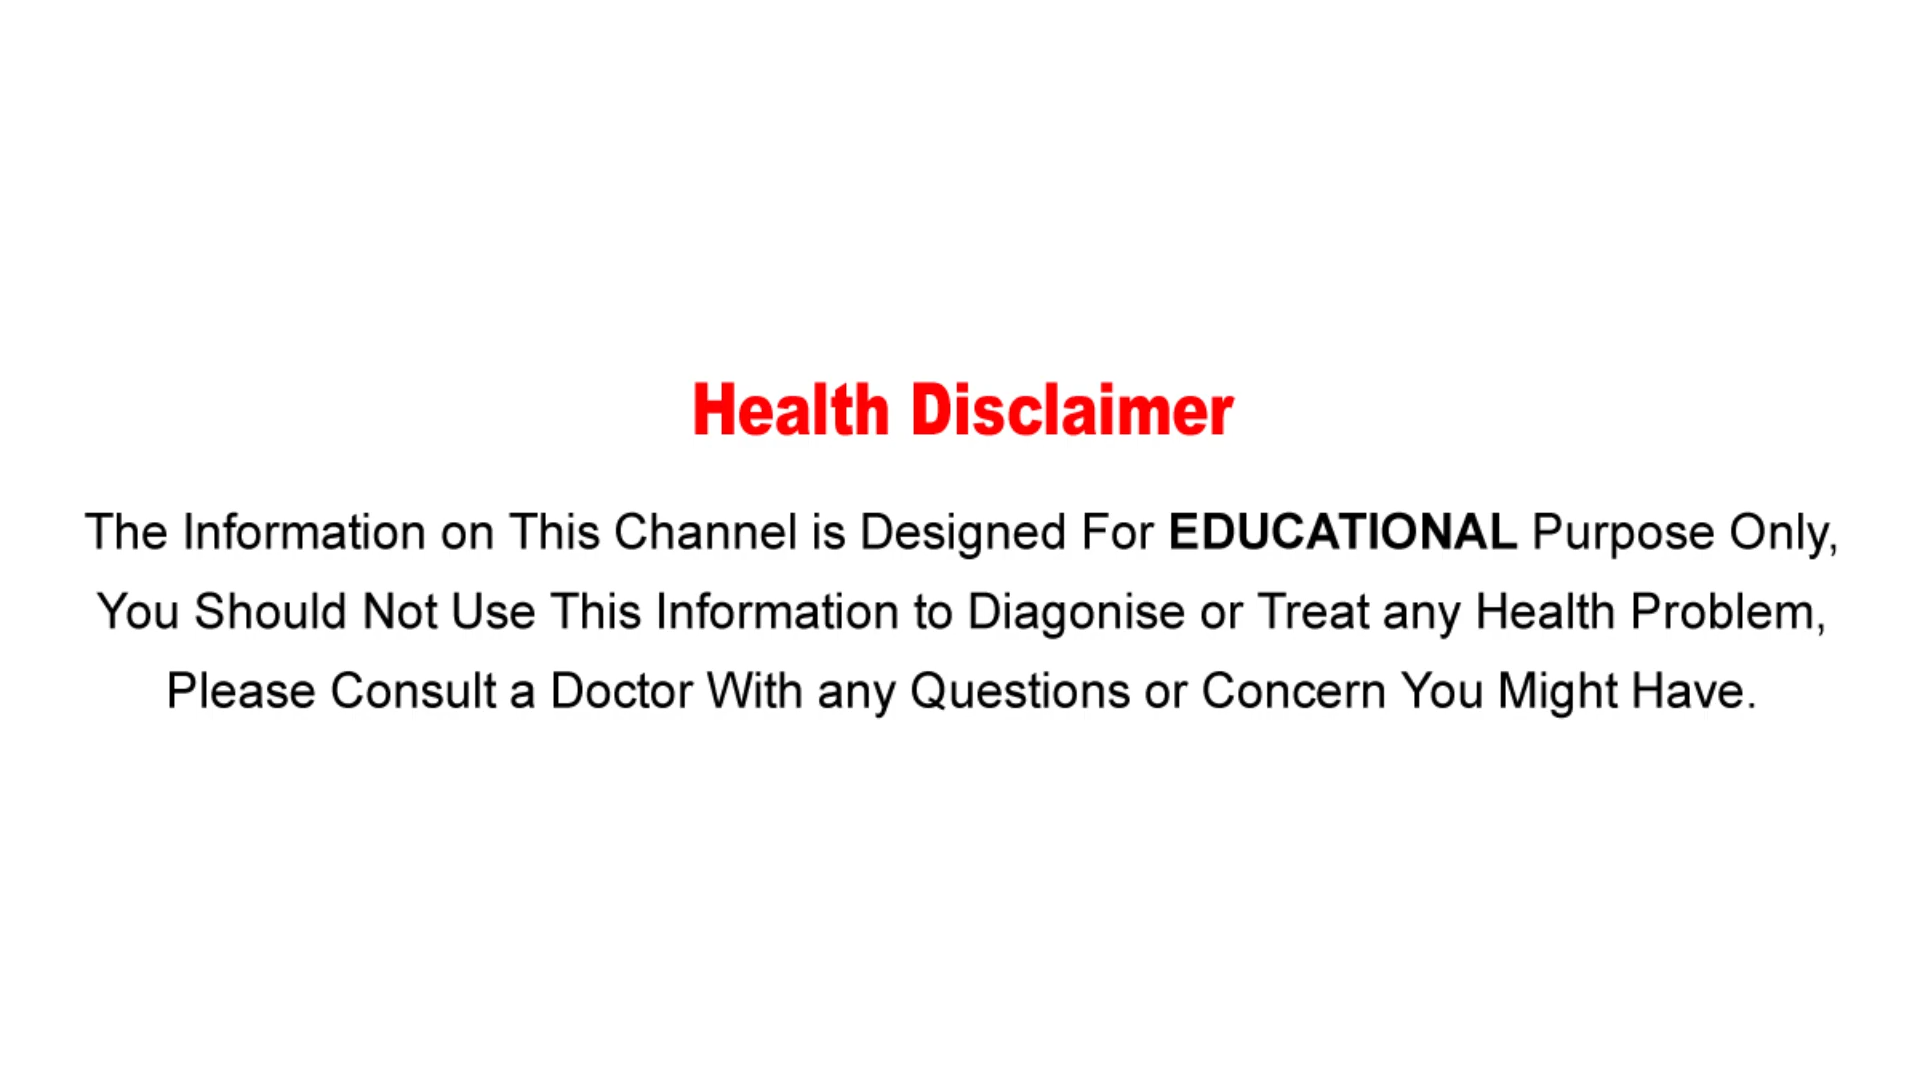 Health Disclaimer
The Information on This Channel is Designed For EDUCATIONAL Purpose Only,
You Should Not Use This Information to Diagonise or Treat any Health Problem,
Please Consult a Doctor With any Questions or Concern You Might Have.